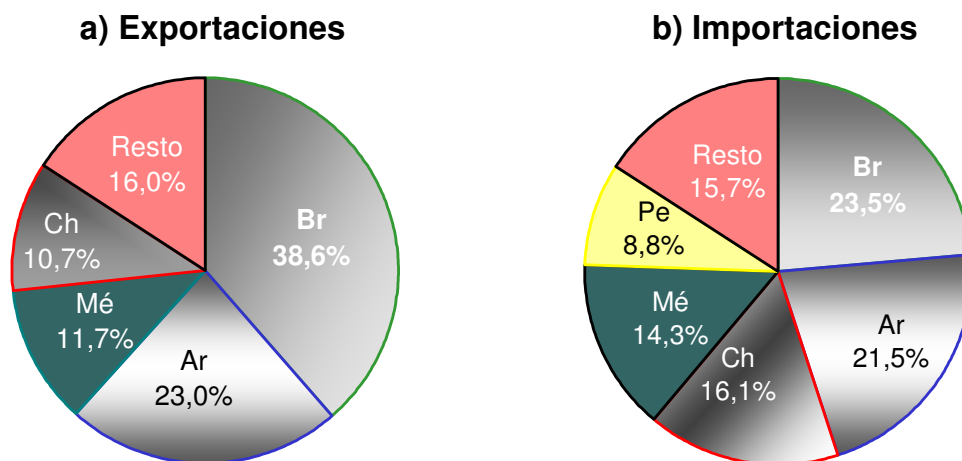 a) Exportaciones
Resto
16,0%
Br
38,6%
Ch
10,7%
Mé
11,7%
Ar
23,0%
b) Importaciones
Resto
15,7%
Br
23,5%
Pe
8,8%
Mé
14,3%
Ar
21,5%
Ch
16,1%